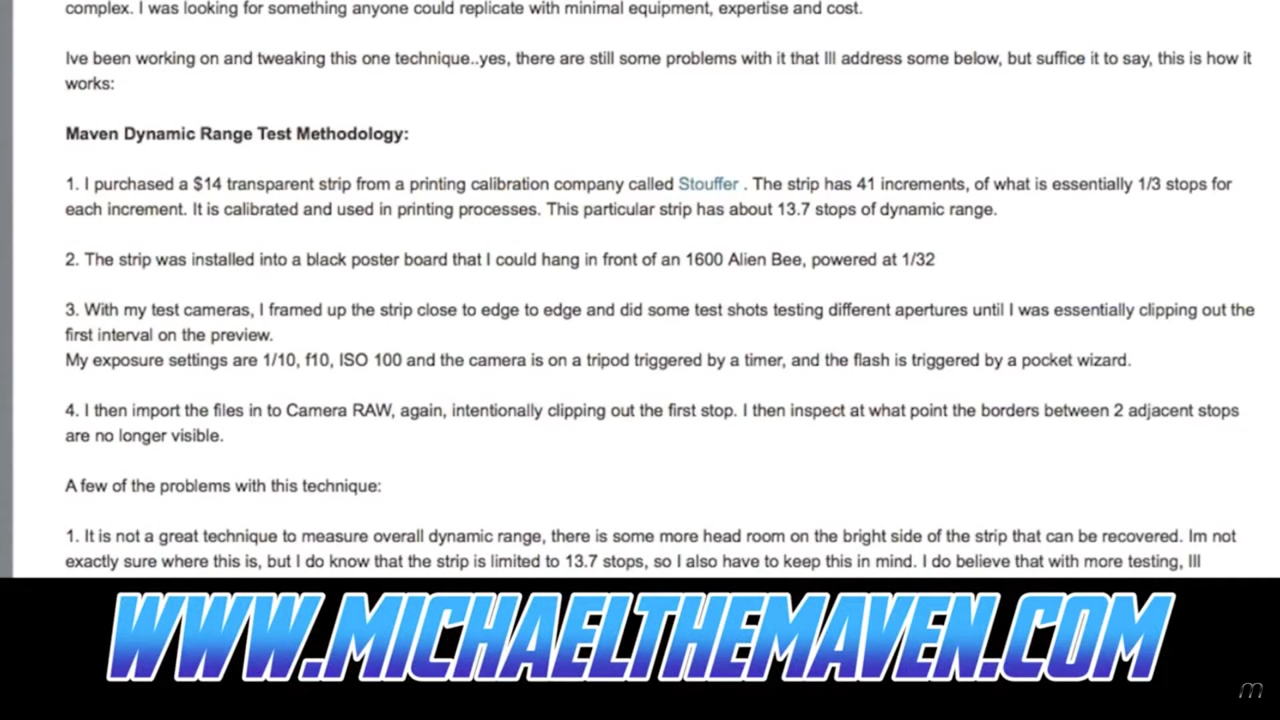 complex. I was looking for something anyone could replicate with minimal equipment, expertise and cost.
Ive been working on and tweaking this one technique..yes, there are still some problems with it that Ill address some below, but suffice it to say, this is how it
works:
Maven Dynamic Range Test Methodology:
1. I purchased a $14 transparent strip from a printing calibration company called Stouffer . The strip has 41 increments, of what is essentially 1/3 stops for
each increment. It is calibrated and used in printing processes. This particular strip has about 13.7 stops of dynamic range.
2. The strip was installed into a black poster board that I could hang in front of an 1600 Alien Bee, powered at 1/32
3. With my test cameras, I framed up the strip close to edge to edge and did some test shots testing different apertures until I was essentially clipping out the
first interval on the preview.
My exposure settings are 1/10, f10, ISO 100 and the camera is on a tripod triggered by a timer, and the flash is triggered by a pocket wizard.
4. I then import the files in to Camera RAW, again, intentionally clipping out the first stop. I then inspect at what point the borders between 2 adjacent stops
are no longer visible.
A few of the problems with this technique:
1. It is not a great technique to measure overall dynamic range, there is some more head room on the bright side of the strip that can be recovered. Im not
exactly sure where this is, but I do know that the strip is limited to 13.7 stops, so I also have to keep this in mind. I do believe that with more testing, Ill
WWW.MICHAELTHEMAVEN.COM
m